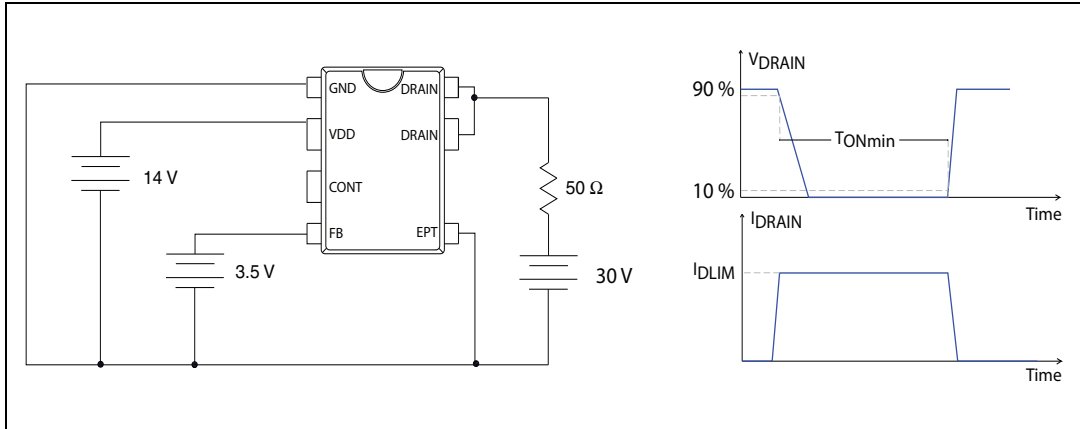 GND
DRAIN
VDD
DRAIN
CONT
FB
EPT
14 V
3.5 V
50 Ω
30 V
VDRAIN
90 %
TONmin
10 %
Time
IDRAIN
IDLIM
Time